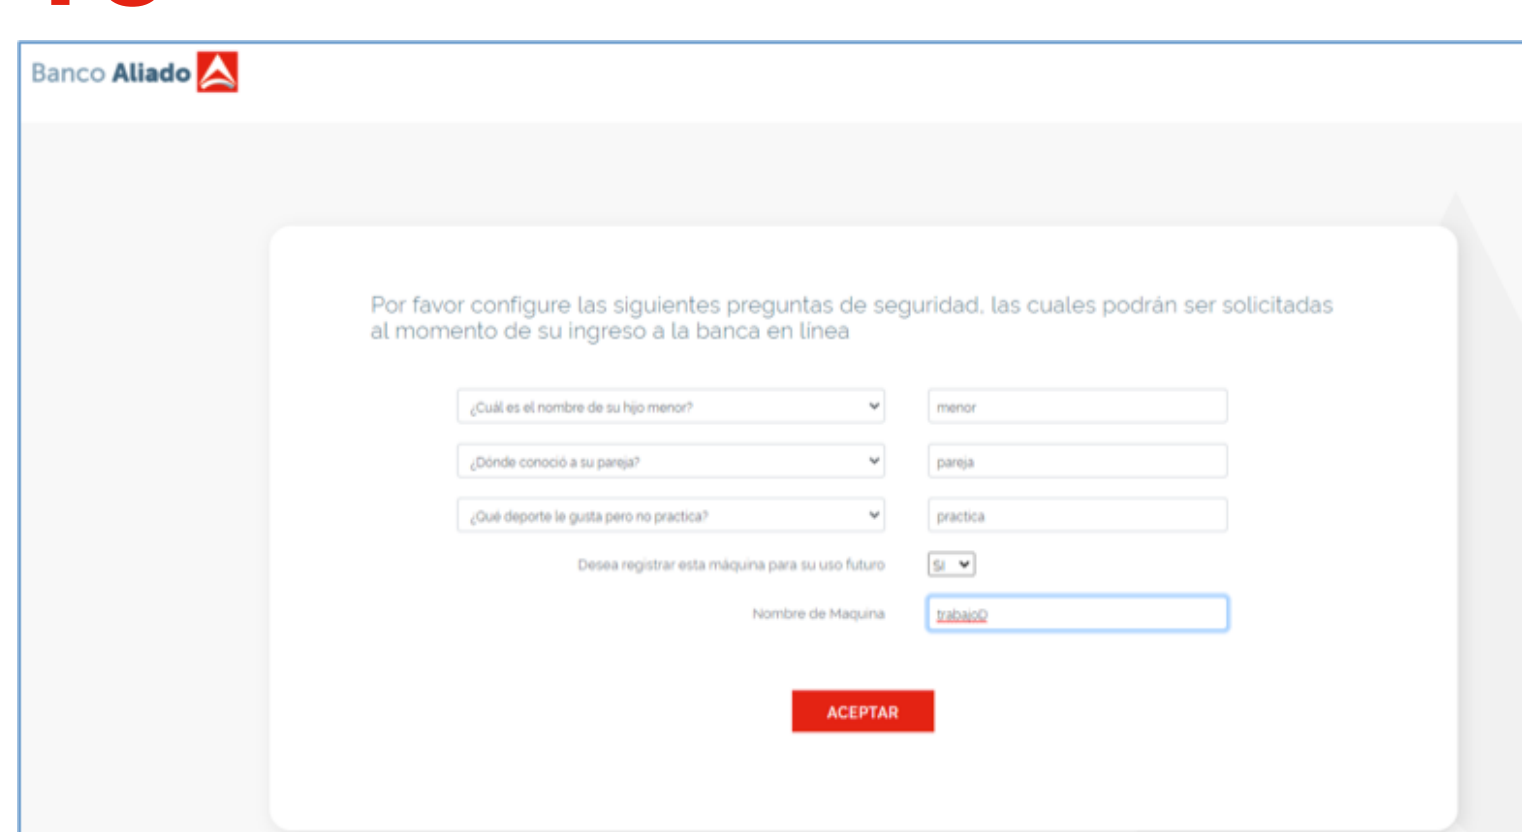 Banco Aliado
Por favor configure las siguientes preguntas de seguridad, las cuales podrán ser solicitadas
al momento de su ingreso a la banca en línea
¿Cuál es el nombre de su hijo menor? menor
¿Dónde conoció a su pareja? pareja
¿Qué deporte le gusta pero no practica? practica
Desea registrar esta máquina para su uso futuro SI
Nombre de Maquina trabajoD
ACEPTAR